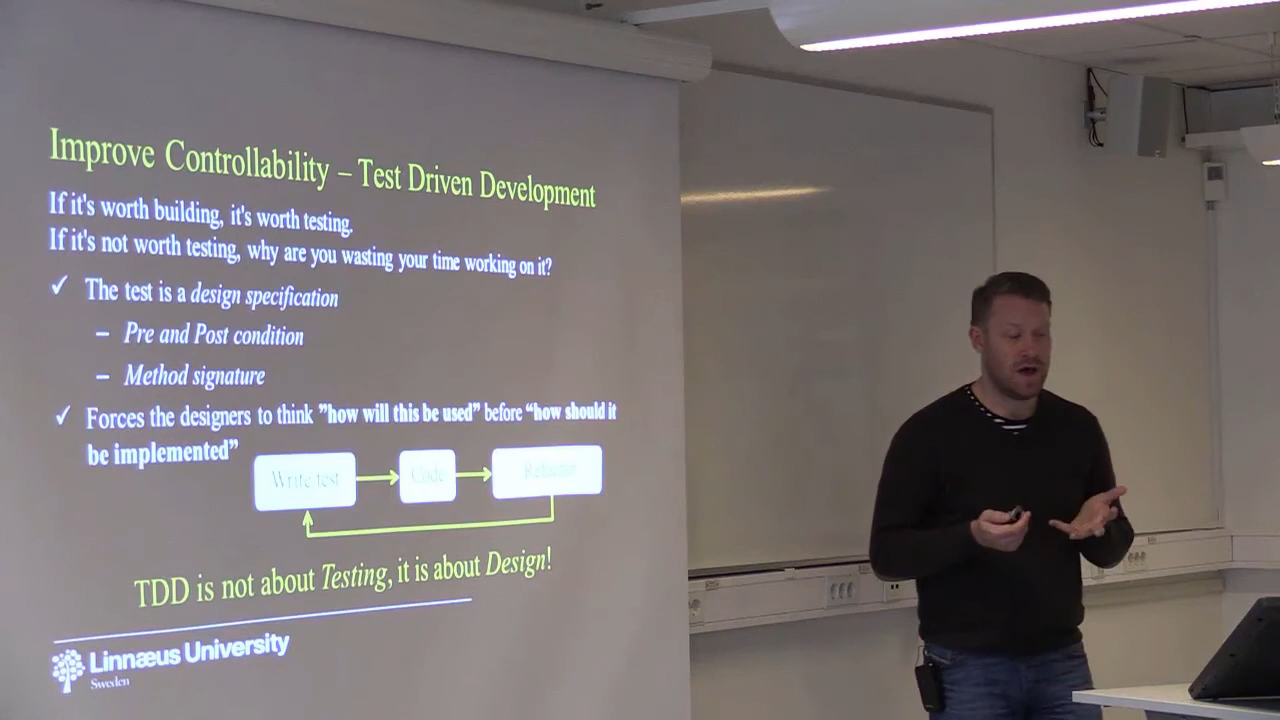 Improve Controllability – Test Driven Development
If it's worth building, it's worth testing.
If it's not worth testing, why are you wasting your time working on it?
✓ The test is a design specification
– Pre and Post condition
– Method signature
✓ Forces the designers to think ”how will this be used” before “how should it
be implemented”
Write test
Code
Refactor
TDD is not about Testing, it is about Design!
Linnæus University
Sweden